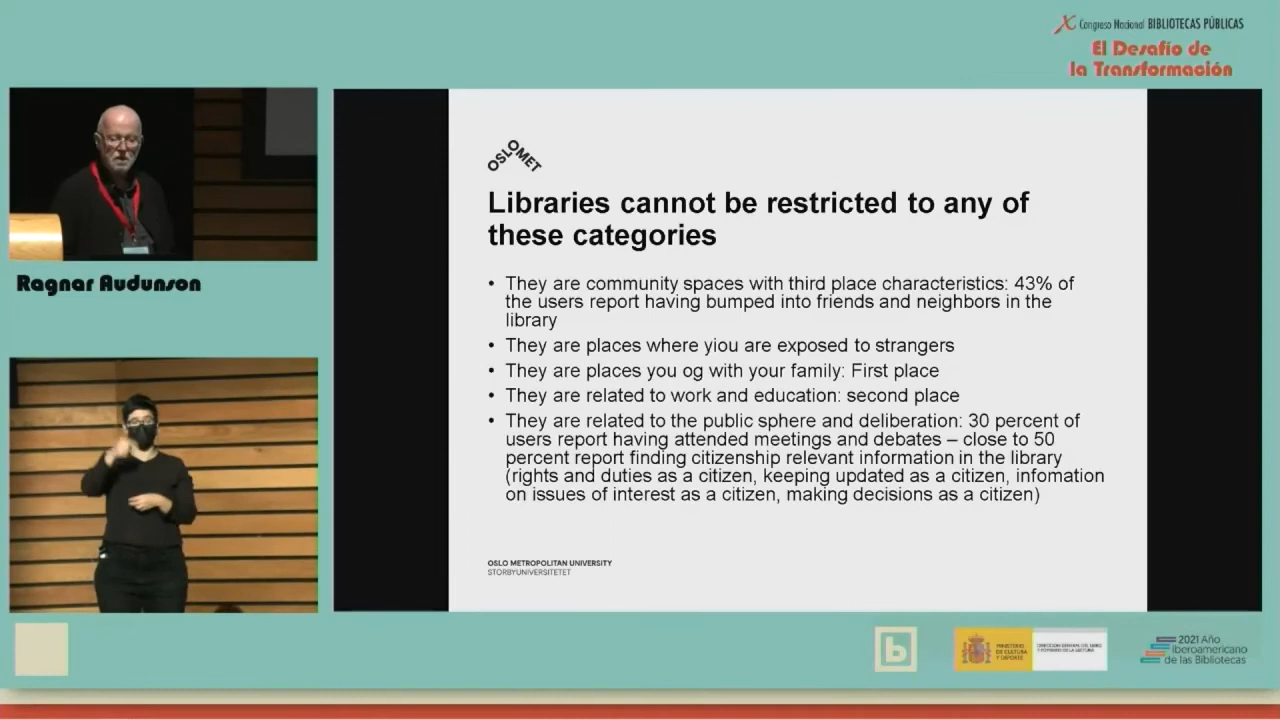 Congreso Nacional BIBLIOTECAS PÚBLICAS
El Desafío de
la Transformación
Ragnar Audunson
OSLOMET
Libraries cannot be restricted to any of
these categories
• They are community spaces with third place characteristics: 43% of
the users report having bumped into friends and neighbors in the
library
• They are places where yiou are exposed to strangers
• They are places you og with your family: First place
• They are related to work and education: second place
• They are related to the public sphere and deliberation: 30 percent of
users report having attended meetings and debates – close to 50
percent report finding citizenship relevant information in the library
(rights and duties as a citizen, keeping updated as a citizen, infomation
on issues of interest as a citizen, making decisions as a citizen)
OSLO METROPOLITAN UNIVERSITY
STORBYUNIVERSITETET
b
MINISTERIO
DE CULTURA
Y DEPORTE
2021 Año
Iberoamericano
de las Bibliotecas